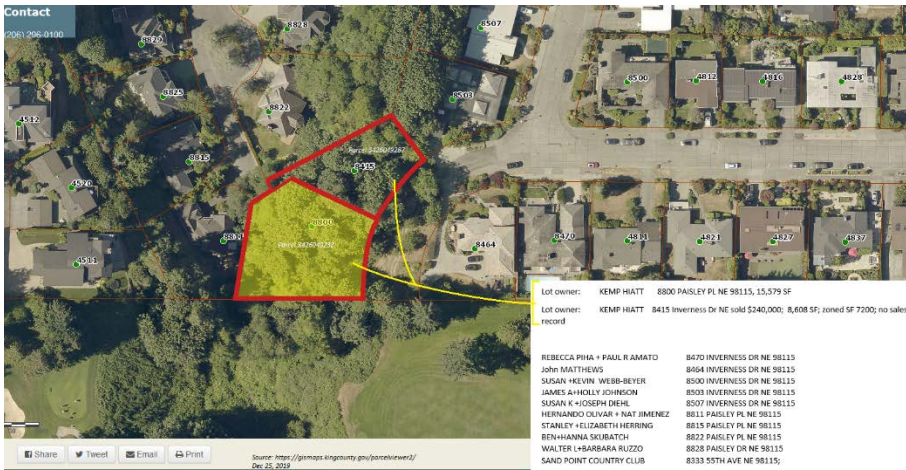 Contact
(206) 296-0100
8829
8828
8507
8825
8500
4812
4816
4828
8503
8822
4512
Parcel 3426049267
8415
8815
4520
8800
Parcel 3426049232
4511
8464
8470
4811
4821
4827
4837
Lot owner: KEMP HIATT 8800 PAISLEY PL NE 98115, 15,579 SF
Lot owner: KEMP HIATT 8415 Inverness Dr NE sold $240,000; 8,608 SF; zoned SF 7200; no sales
record
REBECCA PIHA + PAUL R AMATO 8470 INVERNESS DR NE 98115
John MATTHEWS 8464 INVERNESS DR NE 98115
SUSAN +KEVIN WEBB-BEYER 8500 INVERNESS DR NE 98115
JAMES A+HOLLY JOHNSON 8503 INVERNESS DR NE 98115
SUSAN K +JOSEPH DIEHL 8507 INVERNESS DR NE 98115
HERNANDO OLIVAR + NAT JIMENEZ 8811 PAISLEY PL NE 98115
STANLEY +ELIZABETH HERRING 8815 PAISLEY PL NE 98115
BEN+HANNA SKUBATCH 8822 PAISLEY PL NE 98115
WALTER L+BARBARA RUZZO 8828 PAISLEY DR NE 98115
SAND POINT COUNTRY CLUB 8333 55TH AVE NE 98115;
Share Tweet Email Print
Source: https://gismaps.kingcounty.gov/parcelviewer2/
Dec 25, 2019